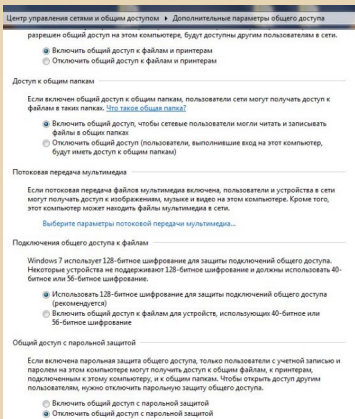 Центр управления сетями и общим доступом ▸ Дополнительные параметры общего доступа
разрешен общий доступ к файлам и принтерам, будут доступны другим пользователям в сети.
Включить общий доступ к файлам и принтерам
Отключить общий доступ к файлам и принтерам
Доступ к общим папкам
Если включен общий доступ к общим папкам, пользователи сети могут получать доступ к
файлам в таких папках. Что такое общая папка?
Включить общий доступ, чтобы сетевые пользователи могли читать и записывать
файлы в общих папках
Отключить общий доступ (пользователи, выполнившие вход на этот компьютер,
будут иметь доступ к общим папкам)
Потоковая передача мультимедиа
Если потоковая передача файлов мультимедиа включена, пользователи и устройства в сети
могут получать доступ к изображениям, музыке и видео на этом компьютере. Кроме того,
этот компьютер может находить файлы мультимедиа в сети.
Выберите параметры потоковой передачи мультимедиа...
Подключения общего доступа к файлам
Windows 7 использует 128-битное шифрование для защиты подключений общего доступа.
Некоторые устройства не поддерживают 128-битное шифрование и должны использовать 40-
битное или 56-битное шифрование.
Использовать 128-битное шифрование для защиты подключений общего доступа
(рекомендуется)
Включить общий доступ к файлам для устройств, использующих 40-битное или
56-битное шифрование
Общий доступ с парольной защитой
Если включена парольная защита общего доступа, только пользователи с учетной записью и
паролем на этом компьютере могут получить доступ к общим файлам, к принтерам,
подключенным к этому компьютеру, и к общим папкам. Чтобы открыть доступ другим
пользователям, нужно отключить парольную защиту общего доступа.
Включить общий доступ с парольной защитой
Отключить общий доступ с парольной защитой